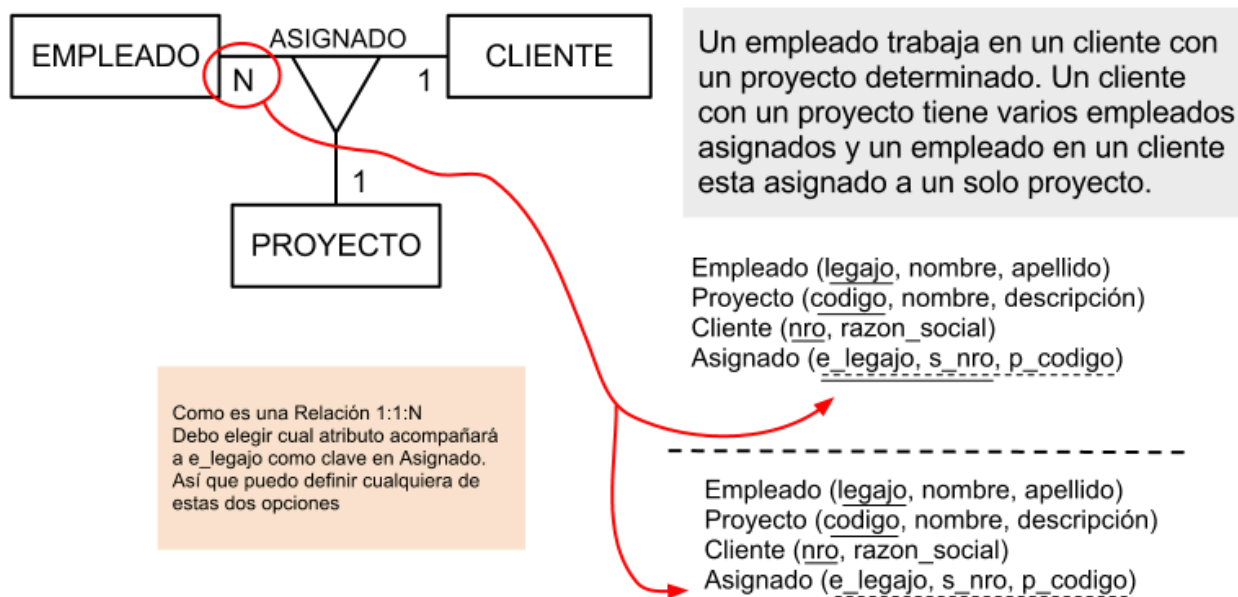 EMPLEADO
ASIGNADO
CLIENTE
N
1
1
PROYECTO
Un empleado trabaja en un cliente con
un proyecto determinado. Un cliente
con un proyecto tiene varios empleados
asignados y un empleado en un cliente
esta asignado a un solo proyecto.
Empleado (legajo, nombre, apellido)
Proyecto (codigo, nombre, descripción)
Cliente (nro, razon_social)
Asignado (e_legajo, s_nro, p_codigo)
Como es una Relación 1:1:N
Debo elegir cual atributo acompañará
a e_legajo como clave en Asignado.
Así que puedo definir cualquiera de
estas dos opciones
Empleado (legajo, nombre, apellido)
Proyecto (codigo, nombre, descripción)
Cliente (nro, razon_social)
Asignado (e_legajo, s_nro, p_codigo)